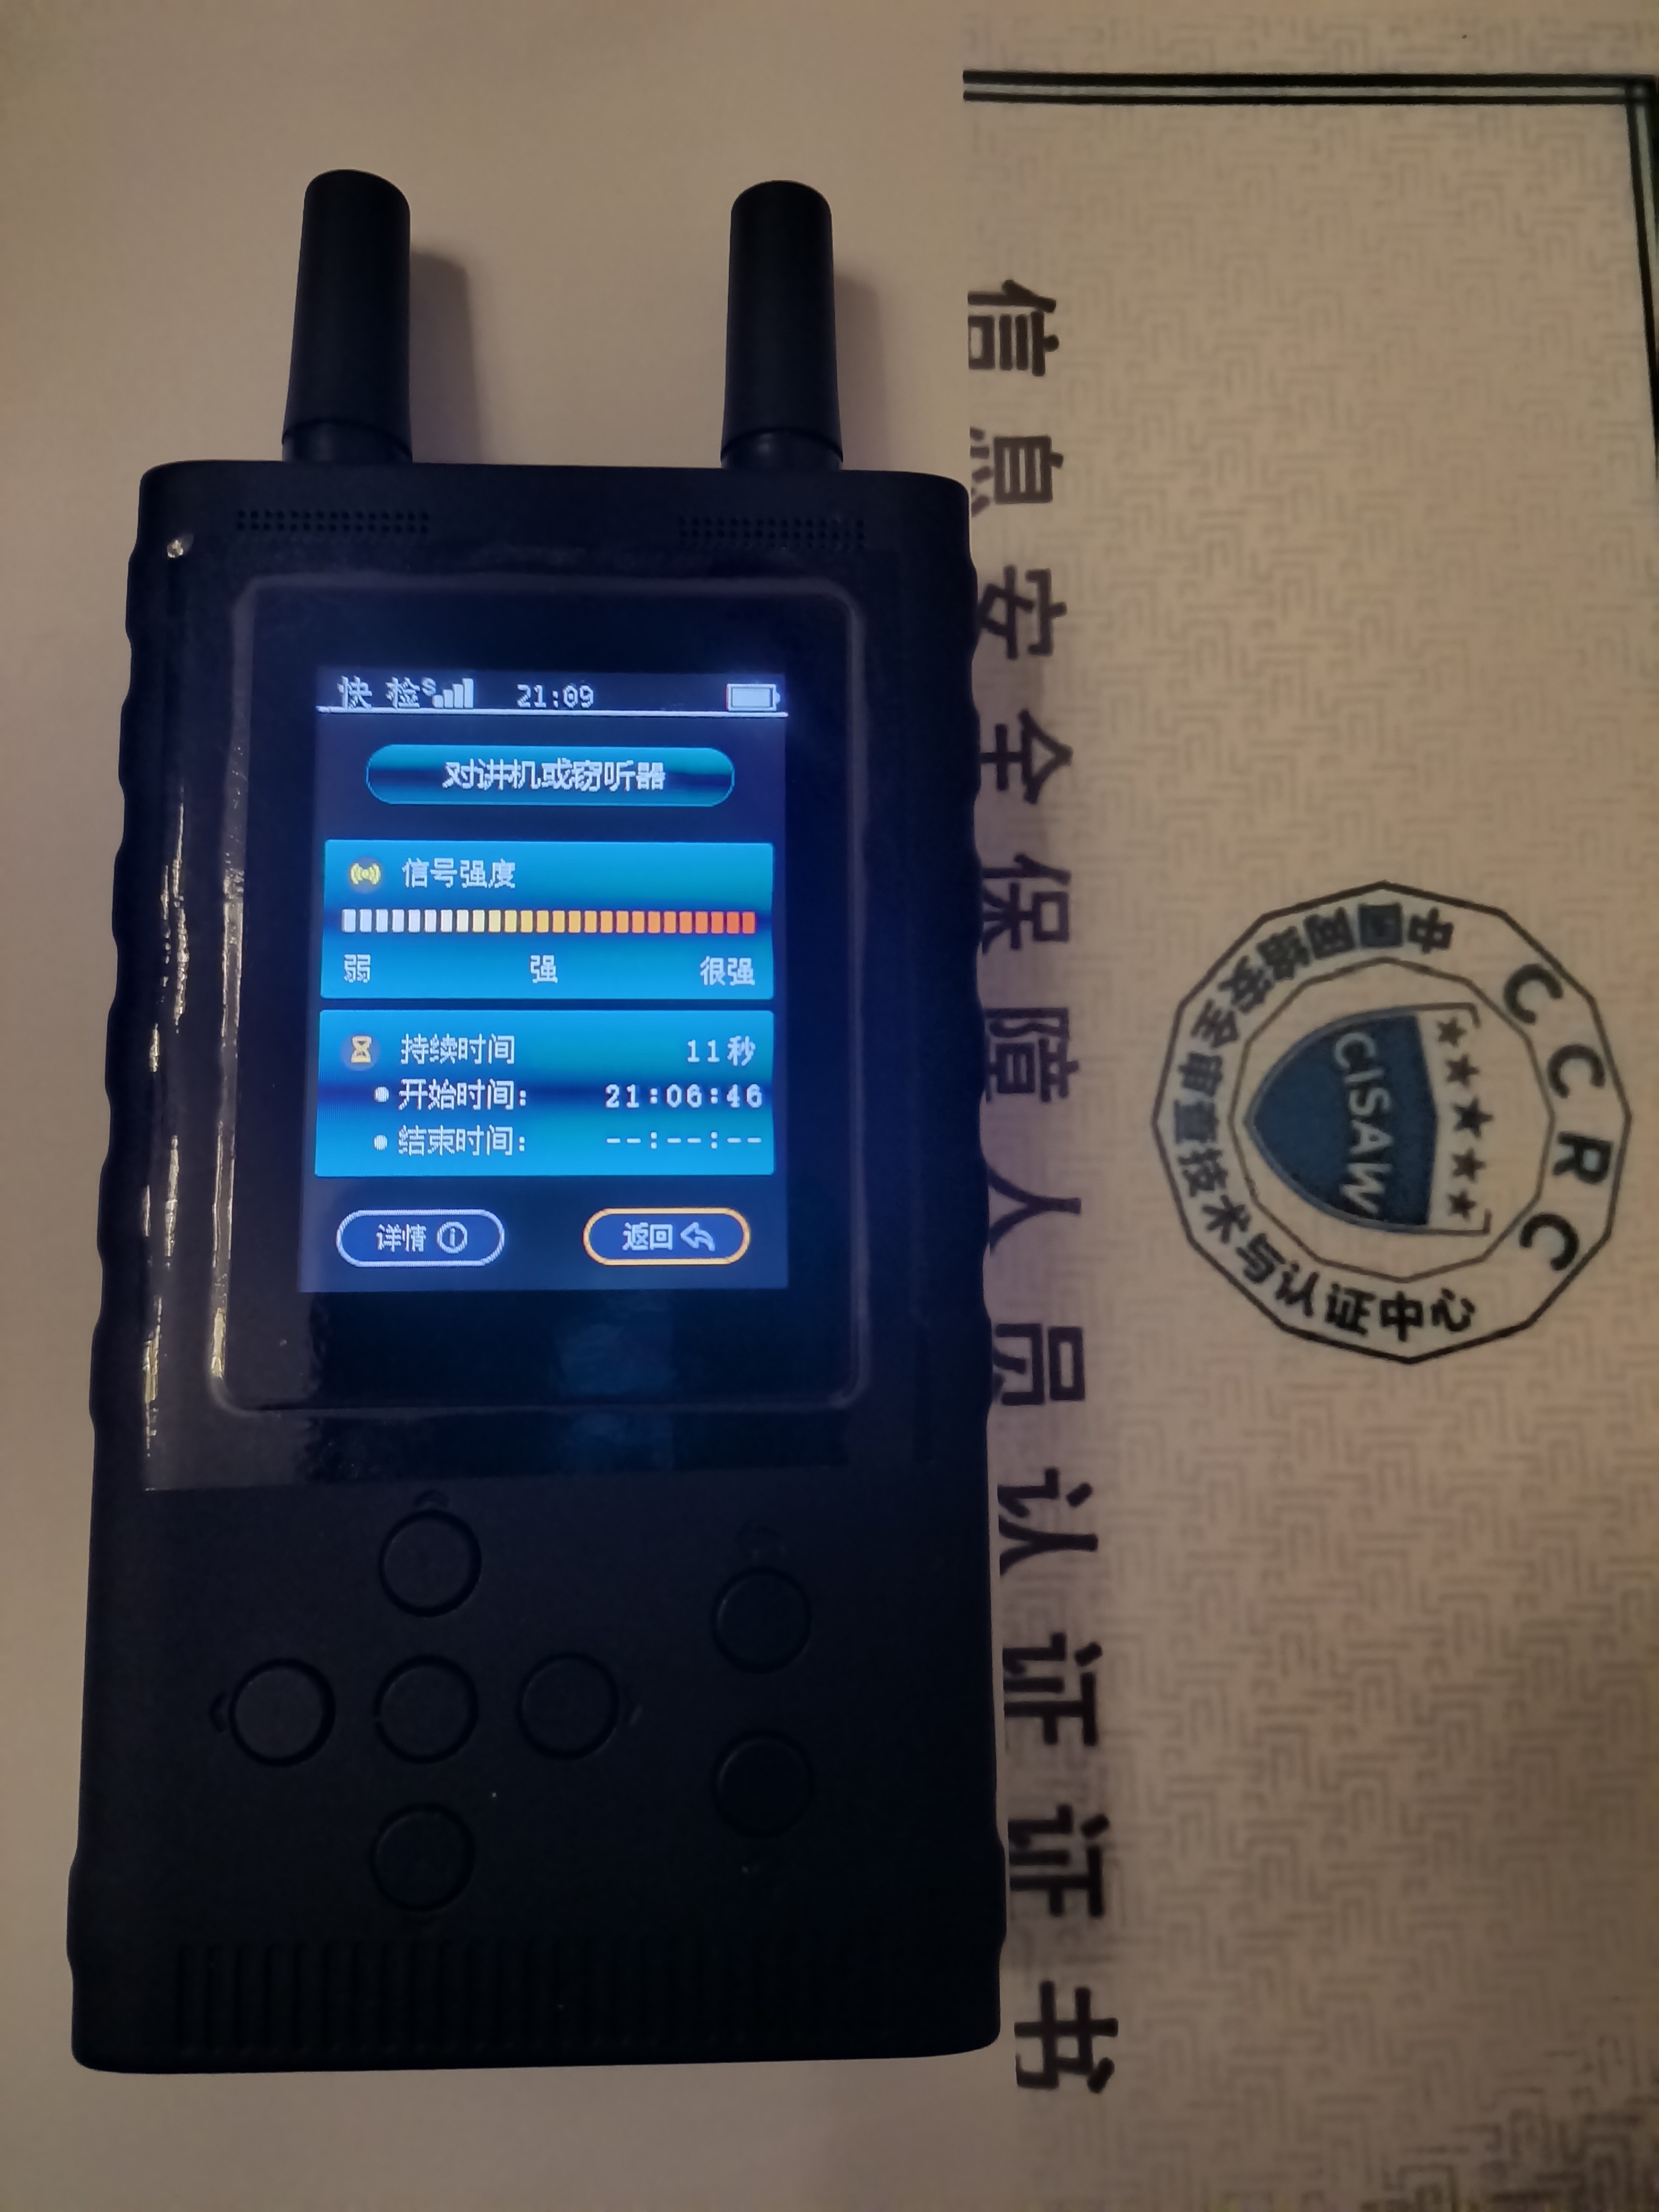 快 检 S 21:09
对讲机或窃听器
信号强度
弱 强 很强
持续时间 11秒
开始时间: 21:06:46
结束时间: --:--:--
详情 返回
信息安全保障人员认证证书
CCRC
中国网络安全审查技术与认证中心
CISAW